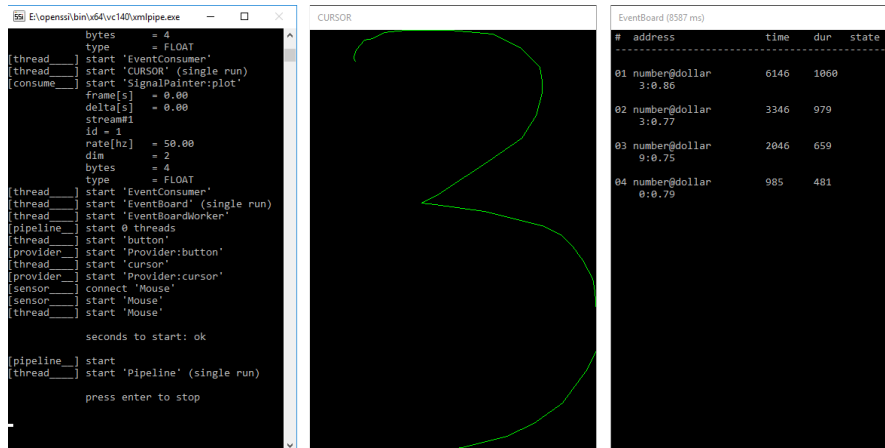 SSI E:\openssi\bin\x64\vc140\xmlpipe.exe
bytes = 4
type = FLOAT
[thread____] start 'EventConsumer'
[thread____] start 'CURSOR' (single run)
[consume___] start 'SignalPainter:plot'
frame[s] = 0.00
delta[s] = 0.00
stream#1
id = 1
rate[hz] = 50.00
dim = 2
bytes = 4
type = FLOAT
[thread____] start 'EventConsumer'
[thread____] start 'EventBoard' (single run)
[thread____] start 'EventBoardWorker'
[pipeline__] start 0 threads
[thread____] start 'button'
[provider__] start 'Provider:button'
[thread____] start 'cursor'
[provider__] start 'Provider:cursor'
[sensor____] connect 'Mouse'
[sensor____] start 'Mouse'
[thread____] start 'Mouse'
seconds to start: ok
[pipeline__] start
[thread____] start 'Pipeline' (single run)
press enter to stop
CURSOR
EventBoard (8587 ms)
# address time dur state
--------------------------------------------------
01 number@dollar 6146 1060
3:0.86
02 number@dollar 3346 979
3:0.77
03 number@dollar 2046 659
9:0.75
04 number@dollar 985 481
0:0.79